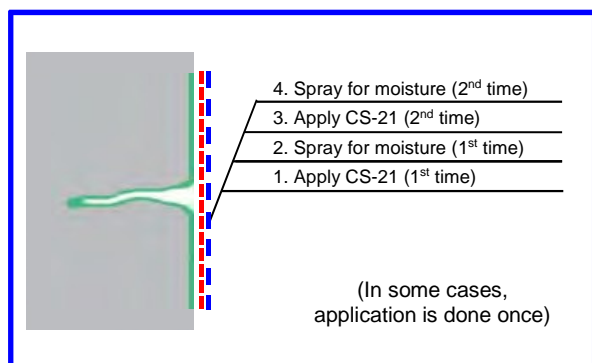 4. Spray for moisture (2nd time)
3. Apply CS-21 (2nd time)
2. Spray for moisture (1st time)
1. Apply CS-21 (1st time)
(In some cases,
application is done once)